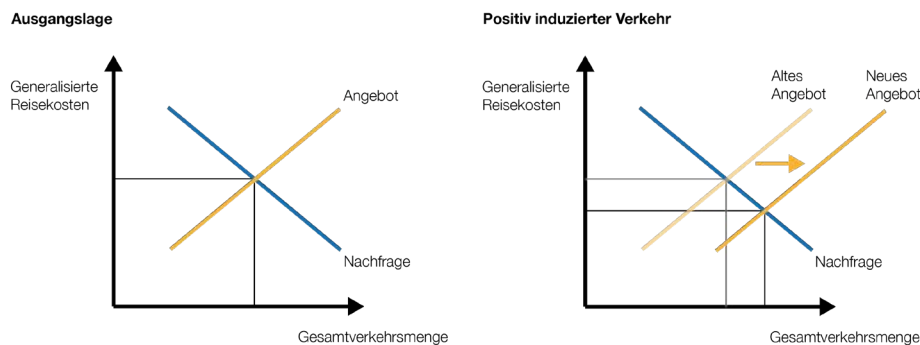 Ausgangslage
Generalisierte
Reisekosten
Angebot
Nachfrage
Gesamtverkehrsmenge
Positiv induzierter Verkehr
Generalisierte
Reisekosten
Altes
Angebot
Neues
Angebot
Nachfrage
Gesamtverkehrsmenge